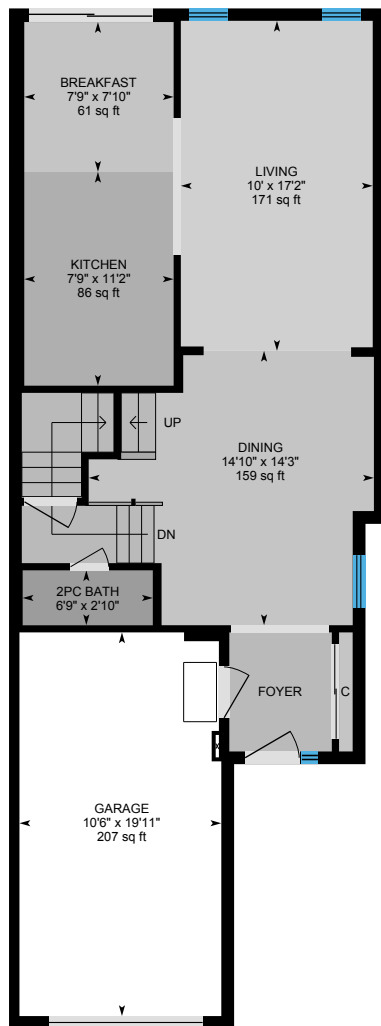 BREAKFAST
7'9" x 7'10"
61 sq ft
LIVING
10' x 17'2"
171 sq ft
KITCHEN
7'9" x 11'2"
86 sq ft
UP
DINING
14'10" x 14'3"
159 sq ft
DN
2PC BATH
6'9" x 2'10"
FOYER
C
GARAGE
10'6" x 19'11"
207 sq ft